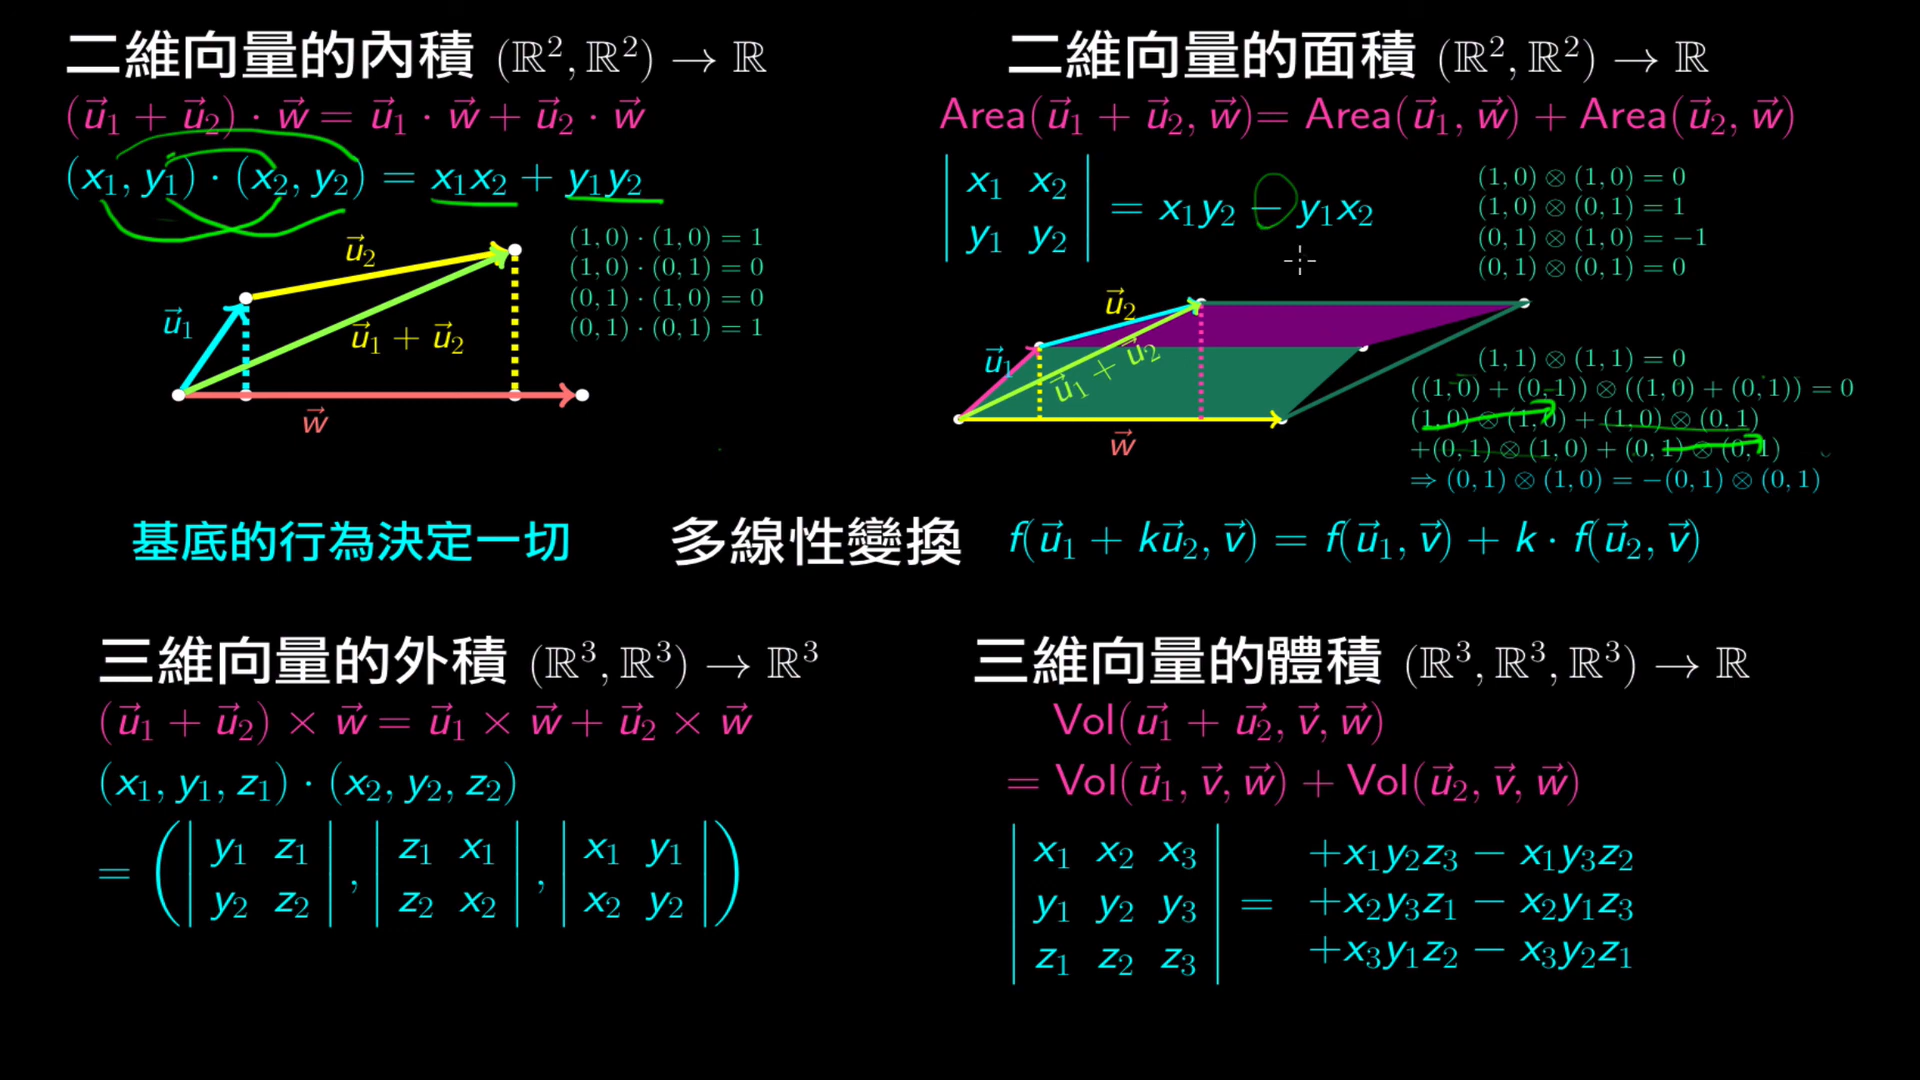 二維向量的內積 (ℝ², ℝ²) → ℝ
(u⃗₁ + u⃗₂) · w⃗ = u⃗₁ · w⃗ + u⃗₂ · w⃗
(x₁, y₁) · (x₂, y₂) = x₁x₂ + y₁y₂
(1, 0) · (1, 0) = 1
(1, 0) · (0, 1) = 0
(0, 1) · (1, 0) = 0
(0, 1) · (0, 1) = 1
u⃗₂
u⃗₁
u⃗₁ + u⃗₂
w⃗
二維向量的面積 (ℝ², ℝ²) → ℝ
Area(u⃗₁ + u⃗₂, w⃗)= Area(u⃗₁, w⃗) + Area(u⃗₂, w⃗)
| x₁ x₂ |
| y₁ y₂ | = x₁y₂ − y₁x₂
(1, 0) ⊗ (1, 0) = 0
(1, 0) ⊗ (0, 1) = 1
(0, 1) ⊗ (1, 0) = −1
(0, 1) ⊗ (0, 1) = 0
u⃗₂
u⃗₁
u⃗₁ + u⃗₂
w⃗
(1, 1) ⊗ (1, 1) = 0
((1, 0) + (0, 1)) ⊗ ((1, 0) + (0, 1)) = 0
(1, 0) ⊗ (1, 0) + (1, 0) ⊗ (0, 1)
+(0, 1) ⊗ (1, 0) + (0, 1) ⊗ (0, 1)
⇒ (0, 1) ⊗ (1, 0) = −(0, 1) ⊗ (0, 1)
基底的行為決定一切
多線性變換 f(u⃗₁ + ku⃗₂, v⃗) = f(u⃗₁, v⃗) + k · f(u⃗₂, v⃗)
三維向量的外積 (ℝ³, ℝ³) → ℝ³
(u⃗₁ + u⃗₂) × w⃗ = u⃗₁ × w⃗ + u⃗₂ × w⃗
(x₁, y₁, z₁) · (x₂, y₂, z₂)
= ( | y₁ z₁ | , | z₁ x₁ | , | x₁ y₁ | )
| y₂ z₂ | | z₂ x₂ | | x₂ y₂ |
三維向量的體積 (ℝ³, ℝ³, ℝ³) → ℝ
Vol(u⃗₁ + u⃗₂, v⃗, w⃗)
= Vol(u⃗₁, v⃗, w⃗) + Vol(u⃗₂, v⃗, w⃗)
| x₁ x₂ x₃ | +x₁y₂z₃ − x₁y₃z₂
| y₁ y₂ y₃ | = +x₂y₃z₁ − x₂y₁z₃
| z₁ z₂ z₃ | +x₃y₁z₂ − x₃y₂z₁